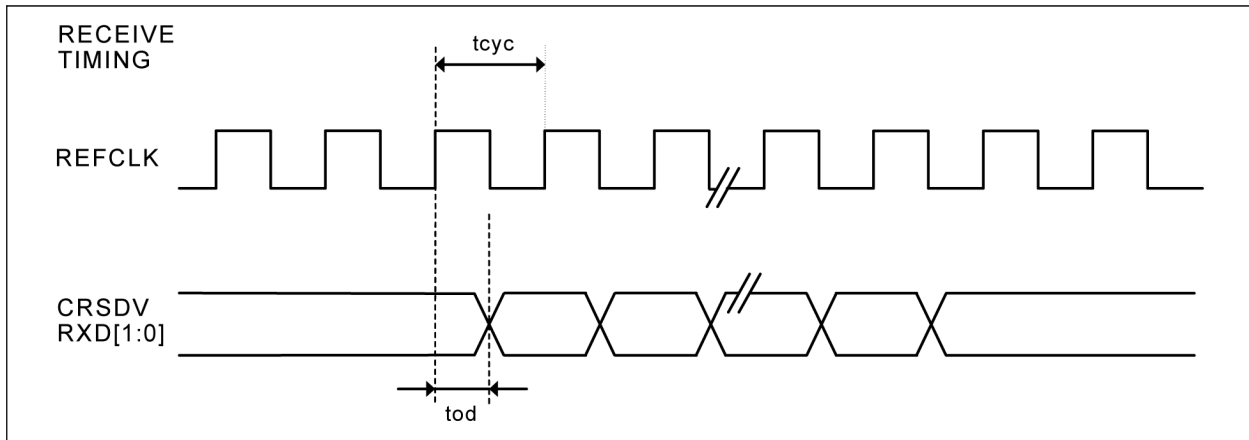 RECEIVE
TIMING
tcyc
REFCLK
CRSDV
RXD[1:0]
tod